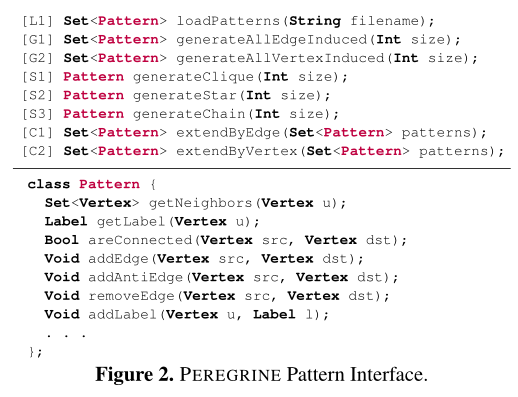 [L1] Set<Pattern> loadPatterns(String filename);
[G1] Set<Pattern> generateAllEdgeInduced(Int size);
[G2] Set<Pattern> generateAllVertexInduced(Int size);
[S1] Pattern generateClique(Int size);
[S2] Pattern generateStar(Int size);
[S3] Pattern generateChain(Int size);
[C1] Set<Pattern> extendByEdge(Set<Pattern> patterns);
[C2] Set<Pattern> extendByVertex(Set<Pattern> patterns);
class Pattern {
  Set<Vertex> getNeighbors(Vertex u);
  Label getLabel(Vertex u);
  Bool areConnected(Vertex src, Vertex dst);
  Void addEdge(Vertex src, Vertex dst);
  Void addAntiEdge(Vertex src, Vertex dst);
  Void removeEdge(Vertex src, Vertex dst);
  Void addLabel(Vertex u, Label l);
  . . .
};
Figure 2. PEREGRINE Pattern Interface.